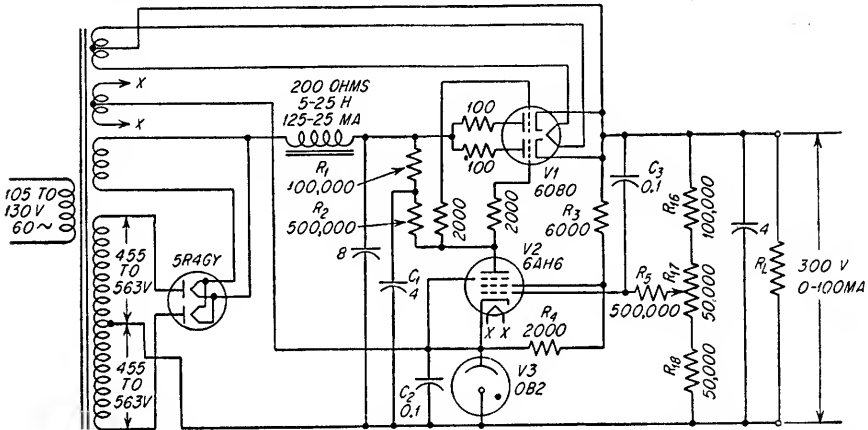 X
X
200 OHMS
5-25 H
125-25 MA
105 TO
130 V
60~
455
TO
563V
455
TO
563V
5R4GY
R1
100,000
R2
500,000
8
C1
4
2000
2000
100
100
V1
6080
V2
6AH6
X X
C2
0.1
V3
OB2
R3
6000
R4
2000
R5
500,000
C3
0.1
R16
100,000
R17
50,000
R18
50,000
4
RL
300 V
0-100MA